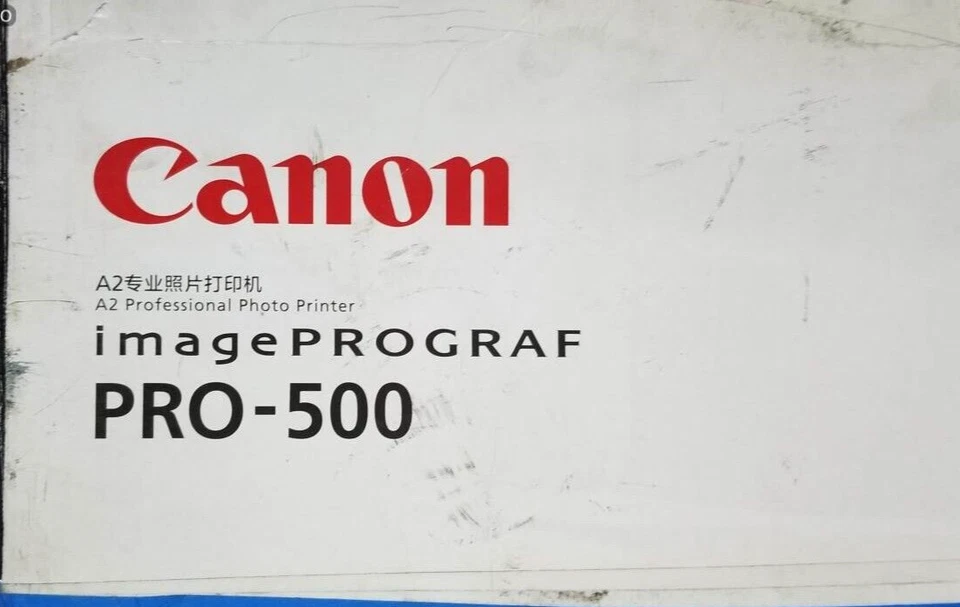 Canon
A2专业照片打印机
A2 Professional Photo Printer
imagePROGRAF
PRO-500